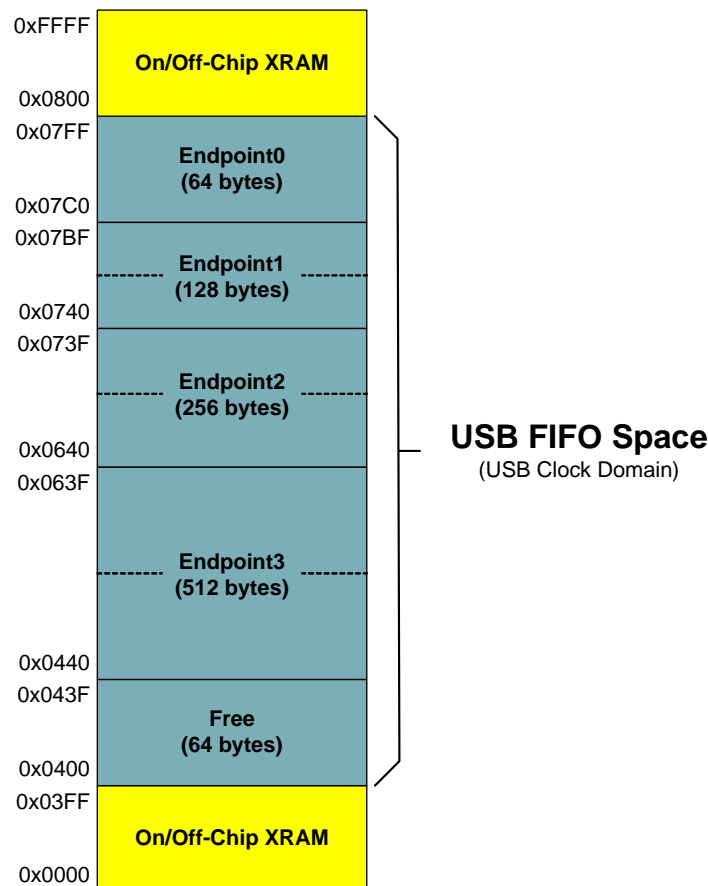 0xFFFF
On/Off-Chip XRAM
0x0800
0x07FF
Endpoint0
(64 bytes)
0x07C0
0x07BF
Endpoint1
(128 bytes)
0x0740
0x073F
Endpoint2
(256 bytes)
0x0640
0x063F
USB FIFO Space
(USB Clock Domain)
Endpoint3
(512 bytes)
0x0440
0x043F
Free
(64 bytes)
0x0400
0x03FF
On/Off-Chip XRAM
0x0000